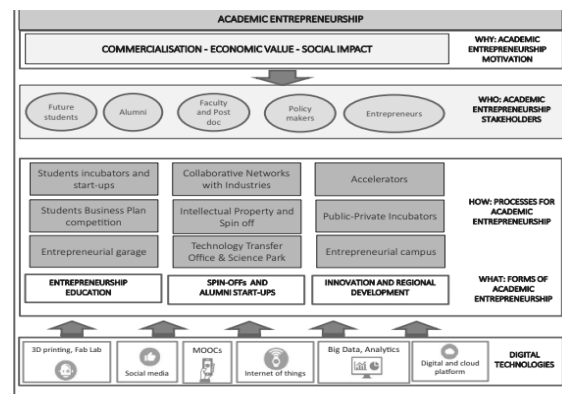 ACADEMIC ENTREPRENEURSHIP
COMMERCIALISATION - ECONOMIC VALUE - SOCIAL IMPACT
WHY: ACADEMIC
ENTREPRENEURSHIP
MOTIVATION
Future
students
Alumni
Faculty
and Post
doc
Policy
makers
Entrepreneurs
WHO: ACADEMIC
ENTREPRENEURSHIP
STAKEHOLDERS
Students incubators and
start-ups
Collaborative Networks
with Industries
Accelerators
Students Business Plan
competition
Intellectual Property and
Spin off
Public-Private Incubators
HOW: PROCESSES FOR
ACADEMIC
ENTREPRENEURSHIP
Entrepreneurial garage
Technology Transfer
Office & Science Park
Entrepreneurial campus
ENTREPRENEURSHIP
EDUCATION
SPIN-OFFs AND
ALUMNI START-UPS
INNOVATION AND REGIONAL
DEVELOPMENT
WHAT: FORMS OF
ACADEMIC
ENTREPRENEURSHIP
3D printing, Fab Lab
Social media
MOOCs
Internet of things
Big Data, Analytics
Digital and cloud
platform
DIGITAL
TECHNOLOGIES